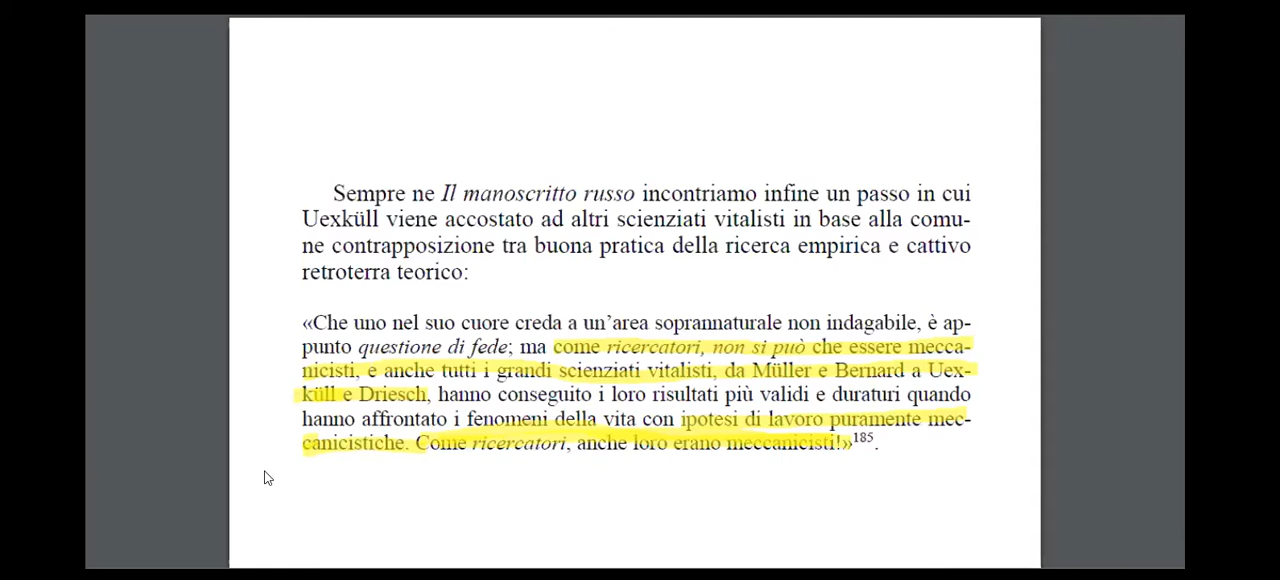 Sempre ne Il manoscritto russo incontriamo infine un passo in cui
Uexküll viene accostato ad altri scienziati vitalisti in base alla comu-
ne contrapposizione tra buona pratica della ricerca empirica e cattivo
retroterra teorico:
«Che uno nel suo cuore creda a un’area soprannaturale non indagabile, è ap-
punto questione di fede; ma come ricercatori, non si può che essere mecca-
nicisti, e anche tutti i grandi scienziati vitalisti, da Müller e Bernard a Uex-
küll e Driesch, hanno conseguito i loro risultati più validi e duraturi quando
hanno affrontato i fenomeni della vita con ipotesi di lavoro puramente mec-
canicistiche. Come ricercatori, anche loro erano meccanicisti!»185.